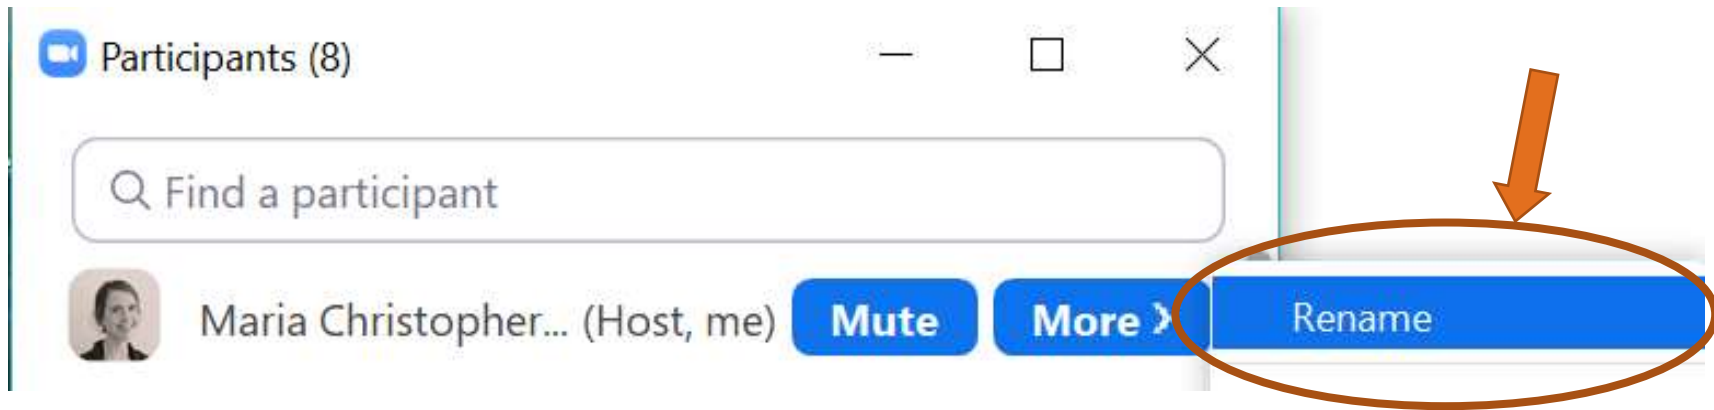 Participants (8)
Find a participant
Maria Christopher... (Host, me) Mute More Rename